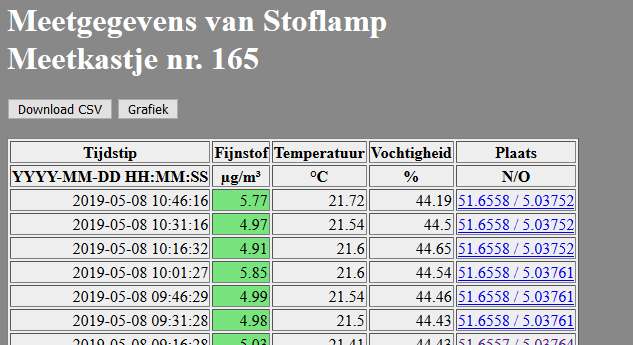 Meetgegevens van Stoflamp
Meetkastje nr. 165
Download CSV Grafiek
Tijdstip Fijnstof Temperatuur Vochtigheid Plaats
YYYY-MM-DD HH:MM:SS µg/m³ °C % N/O
2019-05-08 10:46:16 5.77 21.72 44.19 51.6558 / 5.03752
2019-05-08 10:31:16 4.97 21.54 44.5 51.6558 / 5.03752
2019-05-08 10:16:32 4.91 21.6 44.65 51.6558 / 5.03752
2019-05-08 10:01:27 5.85 21.6 44.54 51.6558 / 5.03761
2019-05-08 09:46:29 4.99 21.54 44.46 51.6558 / 5.03761
2019-05-08 09:31:28 4.98 21.5 44.43 51.6558 / 5.03761
2019-05-08 09:16:28 5.03 21.41 44.43 51.6557 / 5.03764